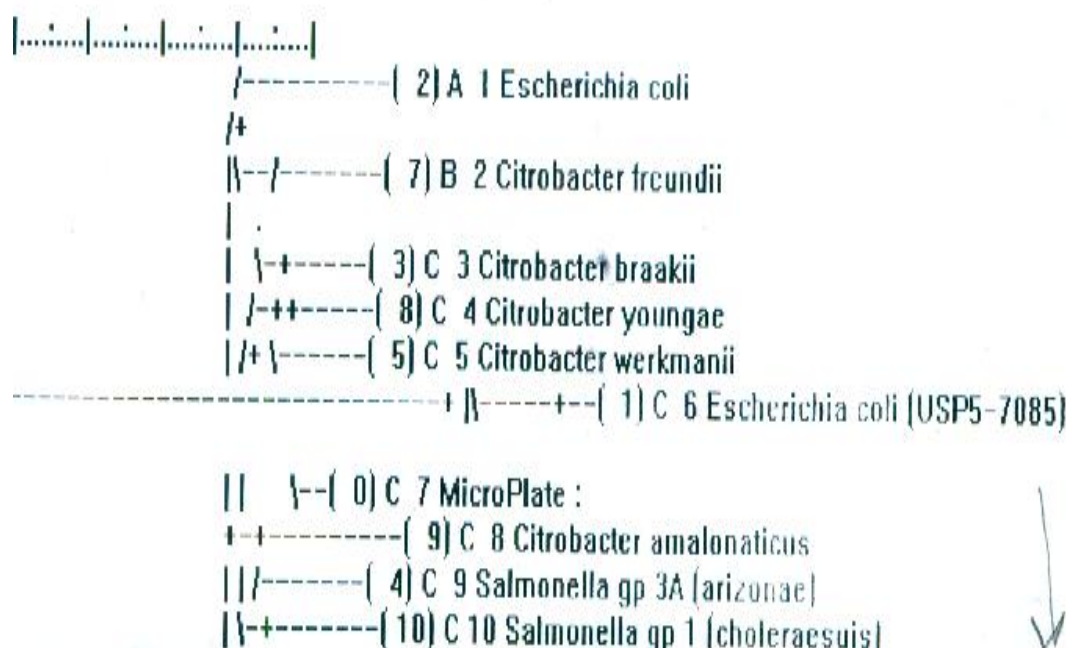 ( 2) A 1 Escherichia coli
( 7) B 2 Citrobacter frcundii
( 3) C 3 Citrobacter braakii
( 8) C 4 Citrobacter youngae
( 5) C 5 Citrobacter werkmanii
( 1) C 6 Escherichia coli (USP5-7085)
( 0) C 7 MicroPlate :
( 9) C 8 Citrobacter amalonaticus
( 4) C 9 Salmonella gp 3A (arizonae)
( 10) C 10 Salmonella gp 1 (choleraesuis)